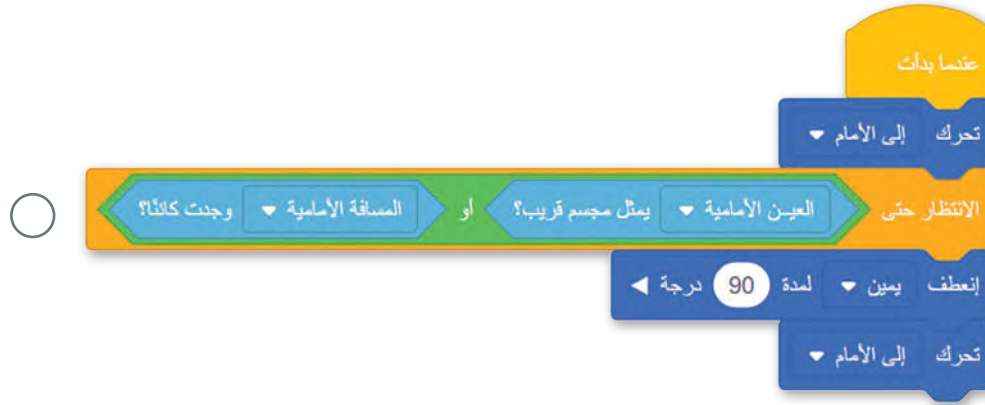 عندما بدأت
تحرك إلى الأمام
الانتظار حتى العين الأمامية يمثل مجسم قريب؟ أو المسافة الأمامية وجدت كائنًا؟
إنعطف يمين لمدة 90 درجة
تحرك إلى الأمام